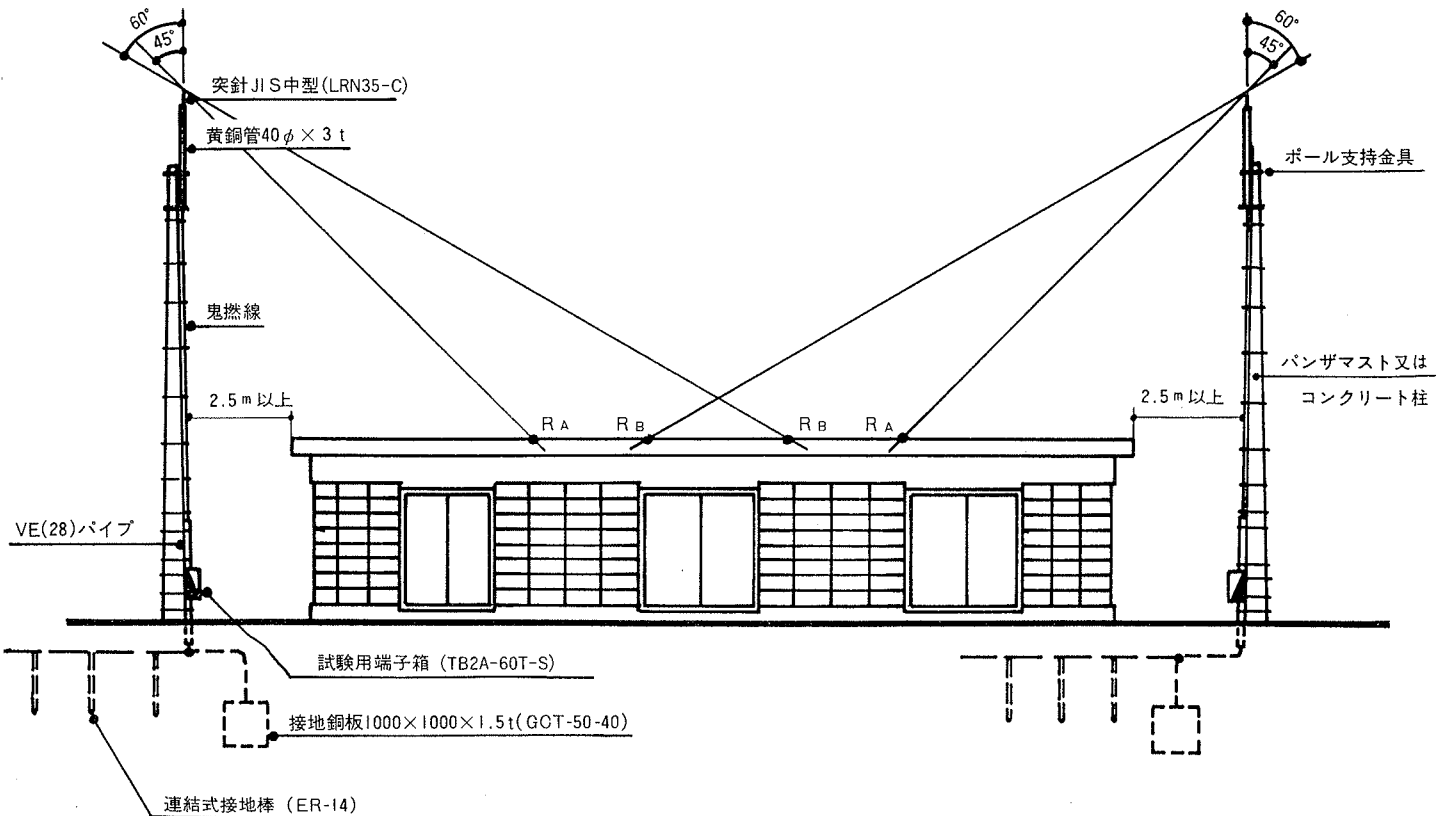 60°
45°
60°
45°
突針JIS中型(LRN35-C)
黄銅管40φ×3t
ポール支持金具
鬼撚線
パンザマスト又は
コンクリート柱
2.5m以上
2.5m以上
RA
RB
RB
RA
VE(28)パイプ
試験用端子箱 (TB2A-60T-S)
接地銅板1000×1000×1.5t(GCT-50-40)
連結式接地棒 (ER-14)